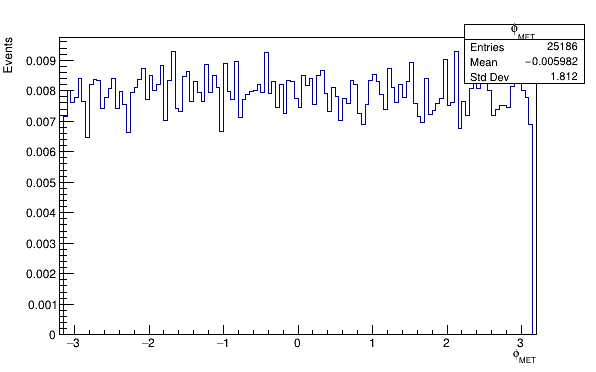 ϕ_MET
Entries 25186
Mean −0.005982
Std Dev 1.812
Events
0.009
0.008
0.007
0.006
0.005
0.004
0.003
0.002
0.001
0
−3 −2 −1 0 1 2 3
ϕ_MET